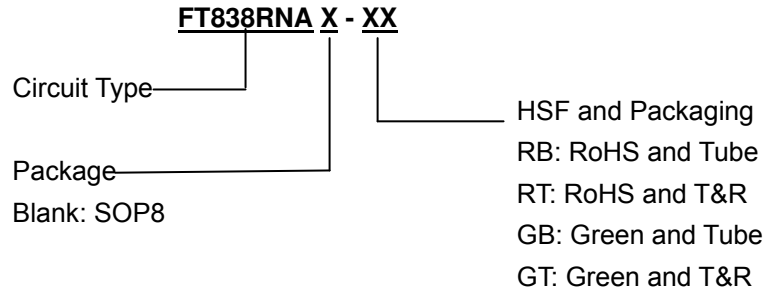 FT838RNA X - XX
Circuit Type
Package
Blank: SOP8
HSF and Packaging
RB: RoHS and Tube
RT: RoHS and T&R
GB: Green and Tube
GT: Green and T&R